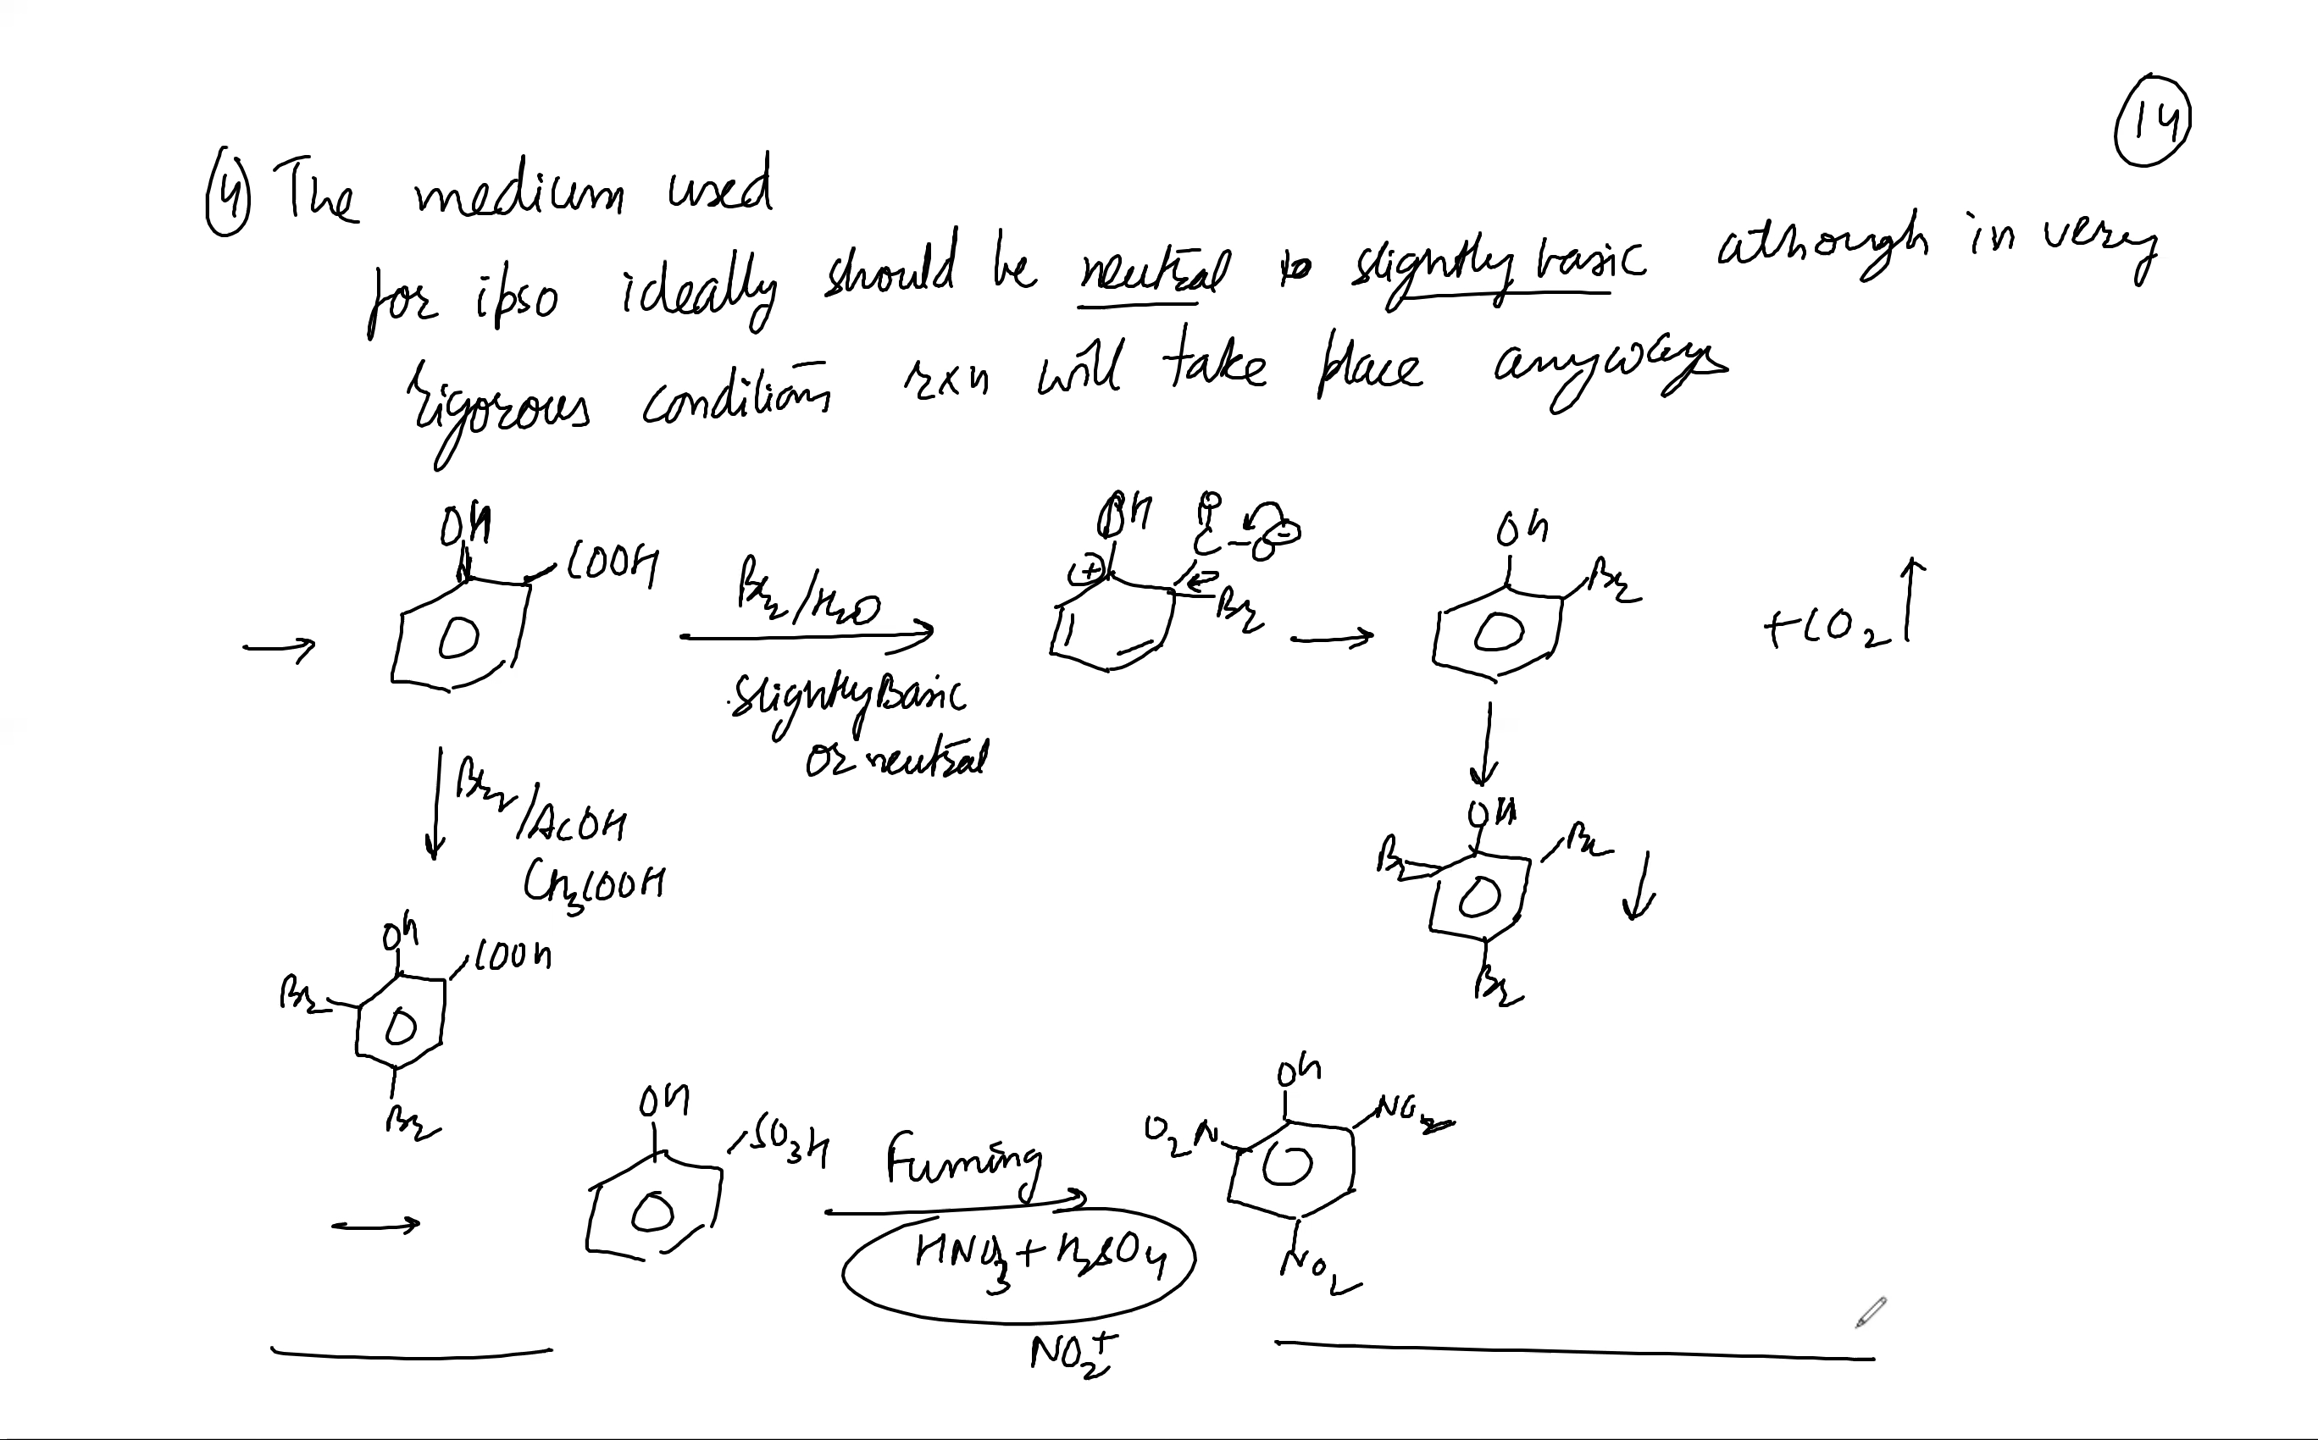 14
4 The medium used
for ipso ideally should be neutral to slightly basic athough in very
rigorous conditions rxn will take place anyways
OH
COOH
Br2/H2O
slightly Basic
or neutral
OH
O
C-O⊖
+
Br
OH
Br
+CO2↑
Br2/AcOH
CH3COOH
OH
Br
Br
Br
OH
COOH
Br
Br
OH
SO3H
Fuming
HNO3+H2SO4
NO2+
OH
O2N
NO2
NO2